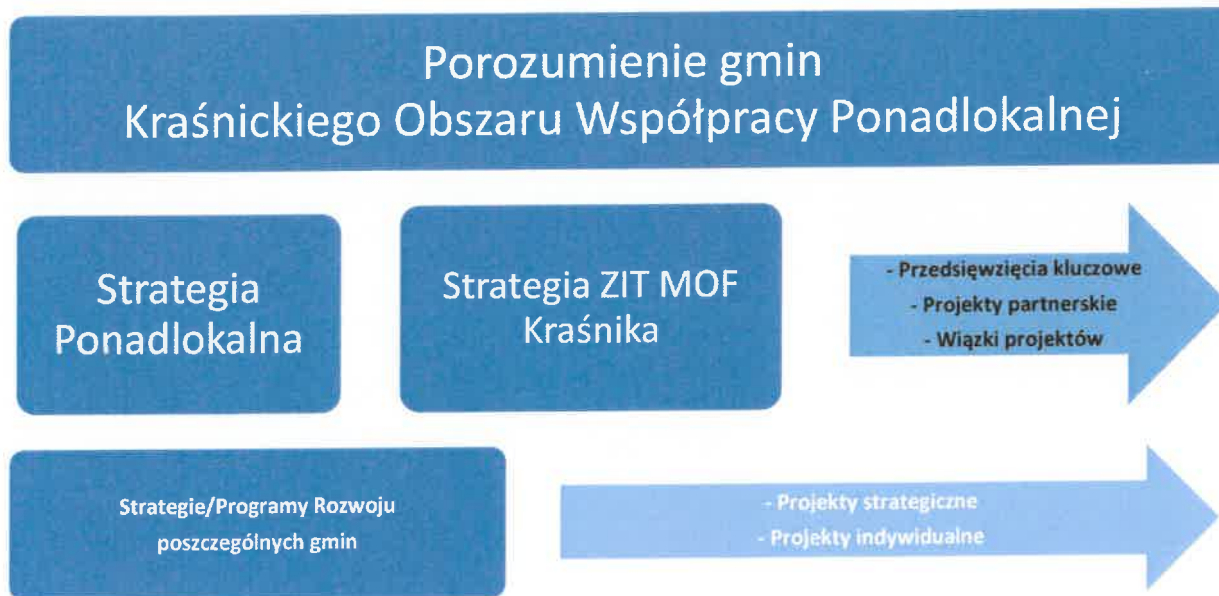 Porozumienie gmin
Kraśnickiego Obszaru Współpracy Ponadlokalnej
Strategia
Ponadlokalna
Strategia ZIT MOF
Kraśnika
- Przedsięwzięcia kluczowe
- Projekty partnerskie
- Wiązki projektów
Strategie/Programy Rozwoju
poszczególnych gmin
- Projekty strategiczne
- Projekty indywidualne